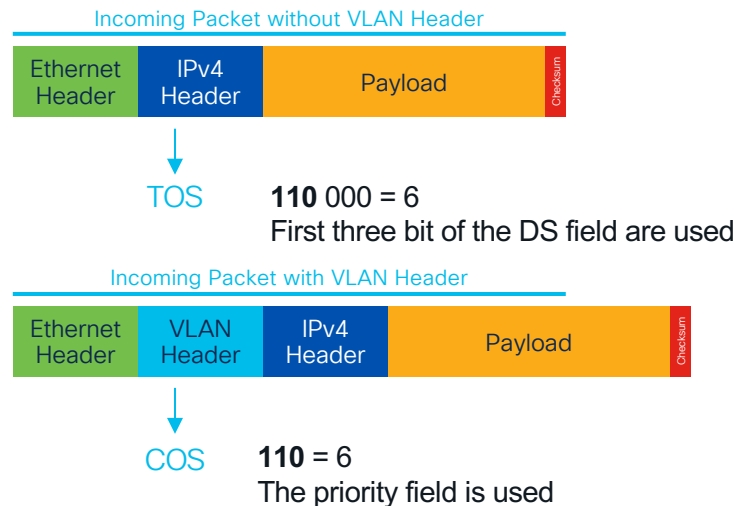 Incoming Packet without VLAN Header
Ethernet Header IPv4 Header Payload Checksum
TOS 110 000 = 6
First three bit of the DS field are used
Incoming Packet with VLAN Header
Ethernet Header VLAN Header IPv4 Header Payload Checksum
COS 110 = 6
The priority field is used